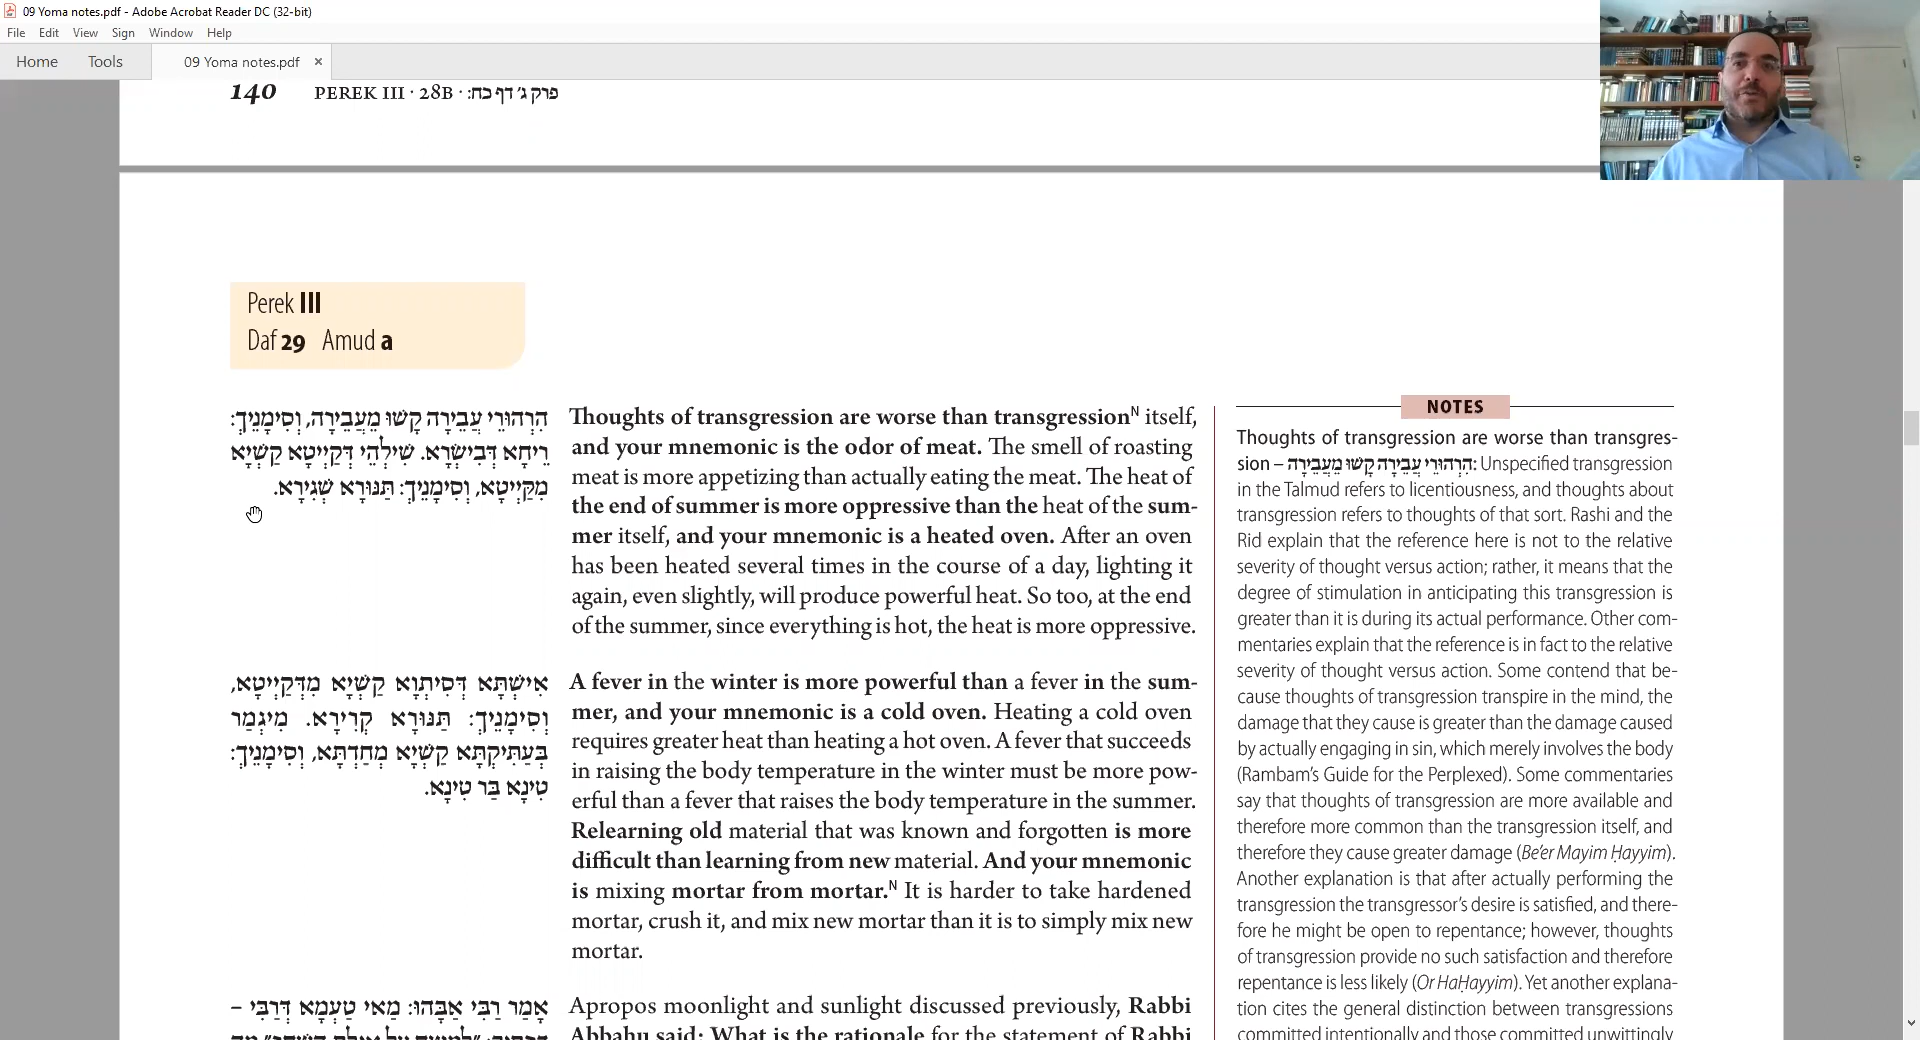 09 Yoma notes.pdf - Adobe Acrobat Reader DC (32-bit)
File Edit View Sign Window Help
Home Tools 09 Yoma notes.pdf ×
140 PEREK III · 28B · פרק ג׳ דף כח:
Perek III
Daf 29 Amud a
הִרְהוּרֵי עֲבֵירָה קָשׁוּ מֵעֲבֵירָה, וְסִימָנֵיךְ:
רֵיחָא דְּבִישְׂרָא. שִׁילְהֵי דְּקַיְיטָא קַשְׁיָא
מִקַּיְיטָא, וְסִימָנֵיךְ: תַּנּוּרָא שְׁגִירָא.
Thoughts of transgression are worse than transgressionᴺ itself,
and your mnemonic is the odor of meat. The smell of roasting
meat is more appetizing than actually eating the meat. The heat of
the end of summer is more oppressive than the heat of the sum-
mer itself, and your mnemonic is a heated oven. After an oven
has been heated several times in the course of a day, lighting it
again, even slightly, will produce powerful heat. So too, at the end
of the summer, since everything is hot, the heat is more oppressive.
אִישָּׁתָא דְּסִיתְוָא קַשְׁיָא מִדְּקַיְיטָא,
וְסִימָנֵיךְ: תַּנּוּרָא קְרִירָא. מִיגְמַר
בְּעַתִּיקְתָּא קַשְׁיָא מֵחַדְתָּא, וְסִימָנֵיךְ:
טִינָא בַּר טִינָא.
A fever in the winter is more powerful than a fever in the sum-
mer, and your mnemonic is a cold oven. Heating a cold oven
requires greater heat than heating a hot oven. A fever that succeeds
in raising the body temperature in the winter must be more pow-
erful than a fever that raises the body temperature in the summer.
Relearning old material that was known and forgotten is more
difficult than learning from new material. And your mnemonic
is mixing mortar from mortar.ᴺ It is harder to take hardened
mortar, crush it, and mix new mortar than it is to simply mix new
mortar.
אָמַר רַבִּי אַבָּהוּ: מַאי טַעְמָא דְּרַבִּי –
Apropos moonlight and sunlight discussed previously, Rabbi
Abbahu said: What is the rationale for the statement of Rabbi
NOTES
Thoughts of transgression are worse than transgres-
sion – הִרְהוּרֵי עֲבֵירָה קָשׁוּ מֵעֲבֵירָה: Unspecified transgression
in the Talmud refers to licentiousness, and thoughts about
transgression refers to thoughts of that sort. Rashi and the
Rid explain that the reference here is not to the relative
severity of thought versus action; rather, it means that the
degree of stimulation in anticipating this transgression is
greater than it is during its actual performance. Other com-
mentaries explain that the reference is in fact to the relative
severity of thought versus action. Some contend that be-
cause thoughts of transgression transpire in the mind, the
damage that they cause is greater than the damage caused
by actually engaging in sin, which merely involves the body
(Rambam's Guide for the Perplexed). Some commentaries
say that thoughts of transgression are more available and
therefore more common than the transgression itself, and
therefore they cause greater damage (Be'er Mayim Ḥayyim).
Another explanation is that after actually performing the
transgression the transgressor's desire is satisfied, and there-
fore he might be open to repentance; however, thoughts
of transgression provide no such satisfaction and therefore
repentance is less likely (Or HaḤayyim). Yet another explana-
tion cites the general distinction between transgressions
committed intentionally and those committed unwittingly